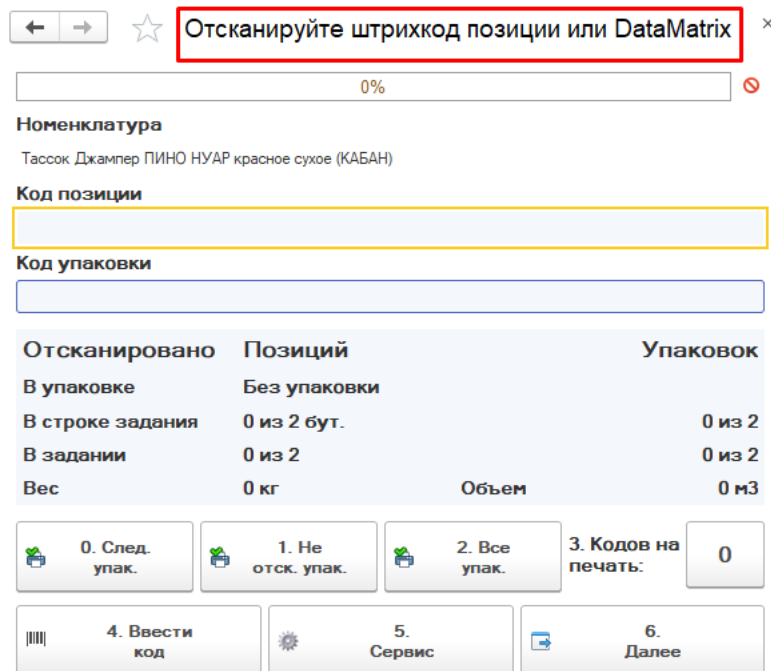 Отсканируйте штрихкод позиции или DataMatrix
0%
Номенклатура
Тассок Джампер ПИНО НУАР красное сухое (КАБАН)
Код позиции
Код упаковки
Отсканировано Позиций Упаковок
В упаковке Без упаковки
В строке задания 0 из 2 бут. 0 из 2
В задании 0 из 2 0 из 2
Вес 0 кг Объем 0 м3
0. След. упак.
1. Не отск. упак.
2. Все упак.
3. Кодов на печать:
0
4. Ввести код
5. Сервис
6. Далее